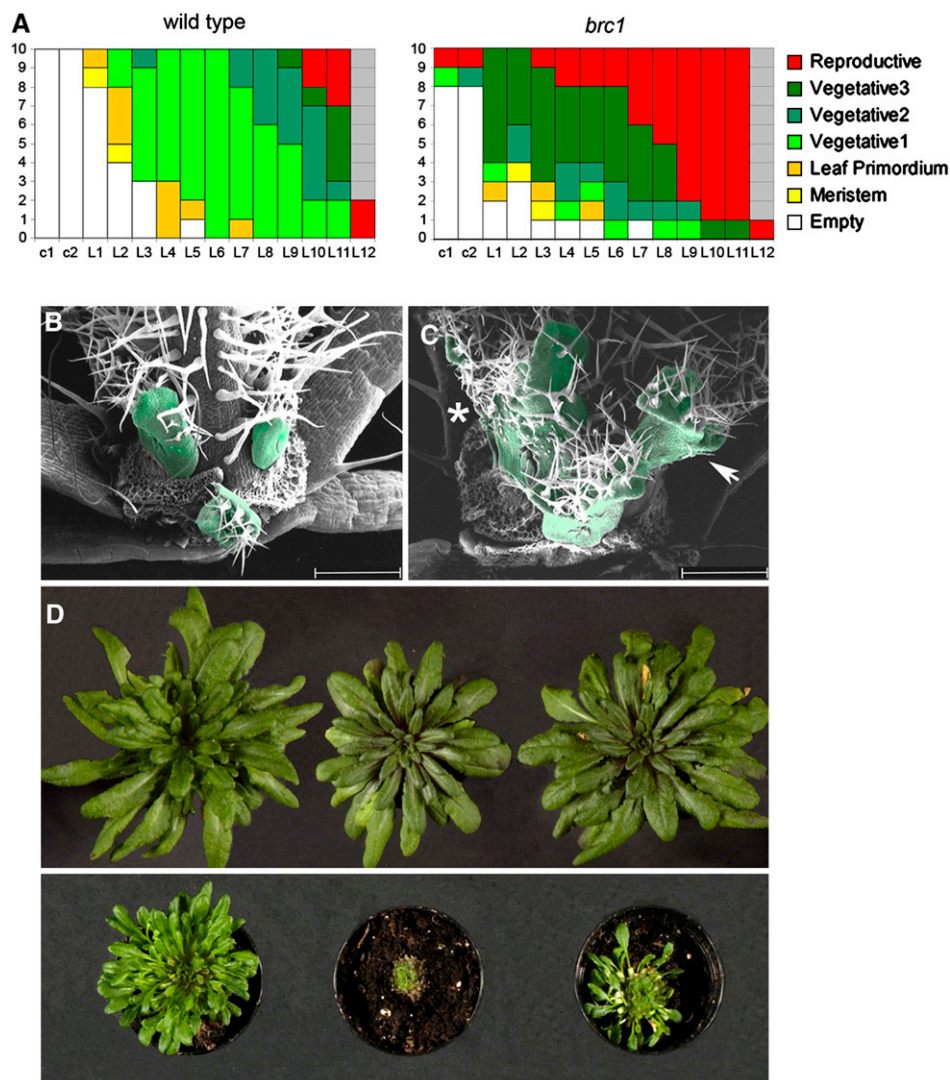 A
wild type
brc1
10
9
8
7
6
5
4
3
2
1
0
c1 c2 L1 L2 L3 L4 L5 L6 L7 L8 L9 L10 L11 L12
10
9
8
7
6
5
4
3
2
1
0
c1 c2 L1 L2 L3 L4 L5 L6 L7 L8 L9 L10 L11 L12
Reproductive
Vegetative3
Vegetative2
Vegetative1
Leaf Primordium
Meristem
Empty
B
C
*
D